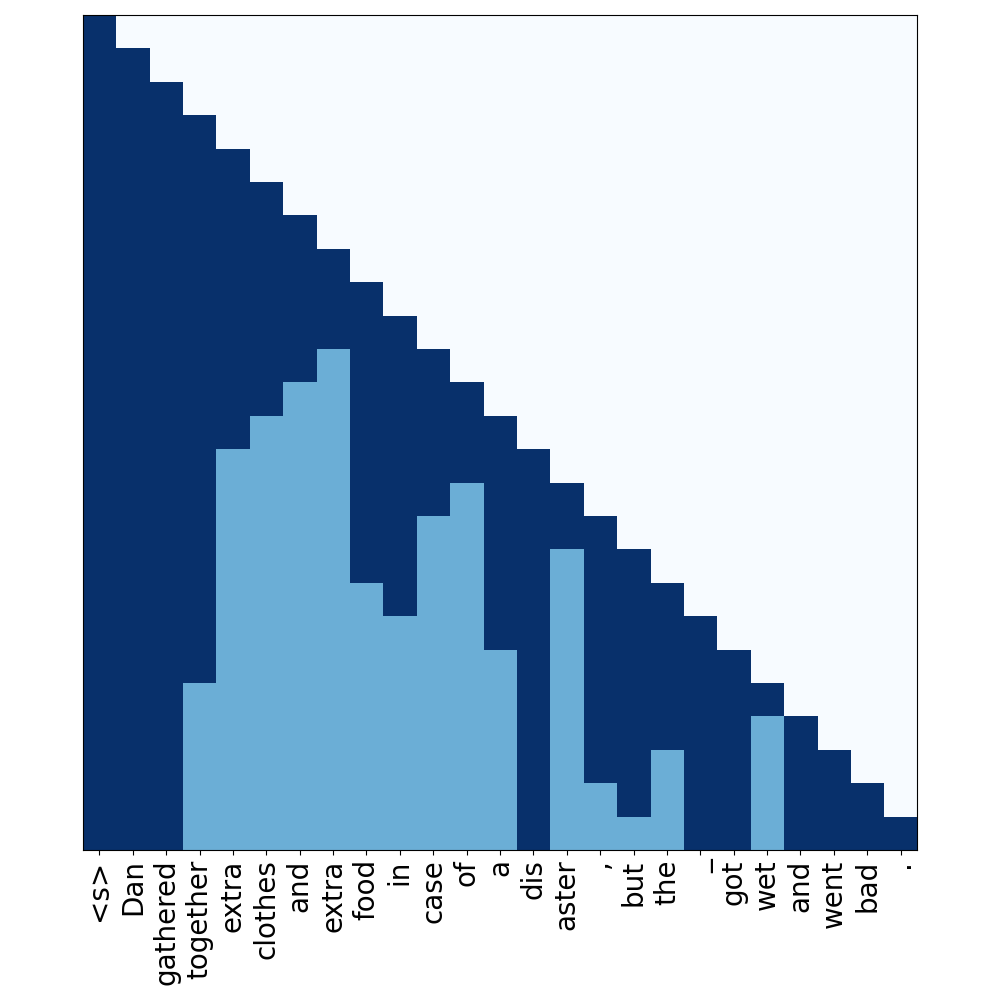 <s> Dan gathered together extra clothes and extra food in case of a dis aster , but the _ got wet and went bad .